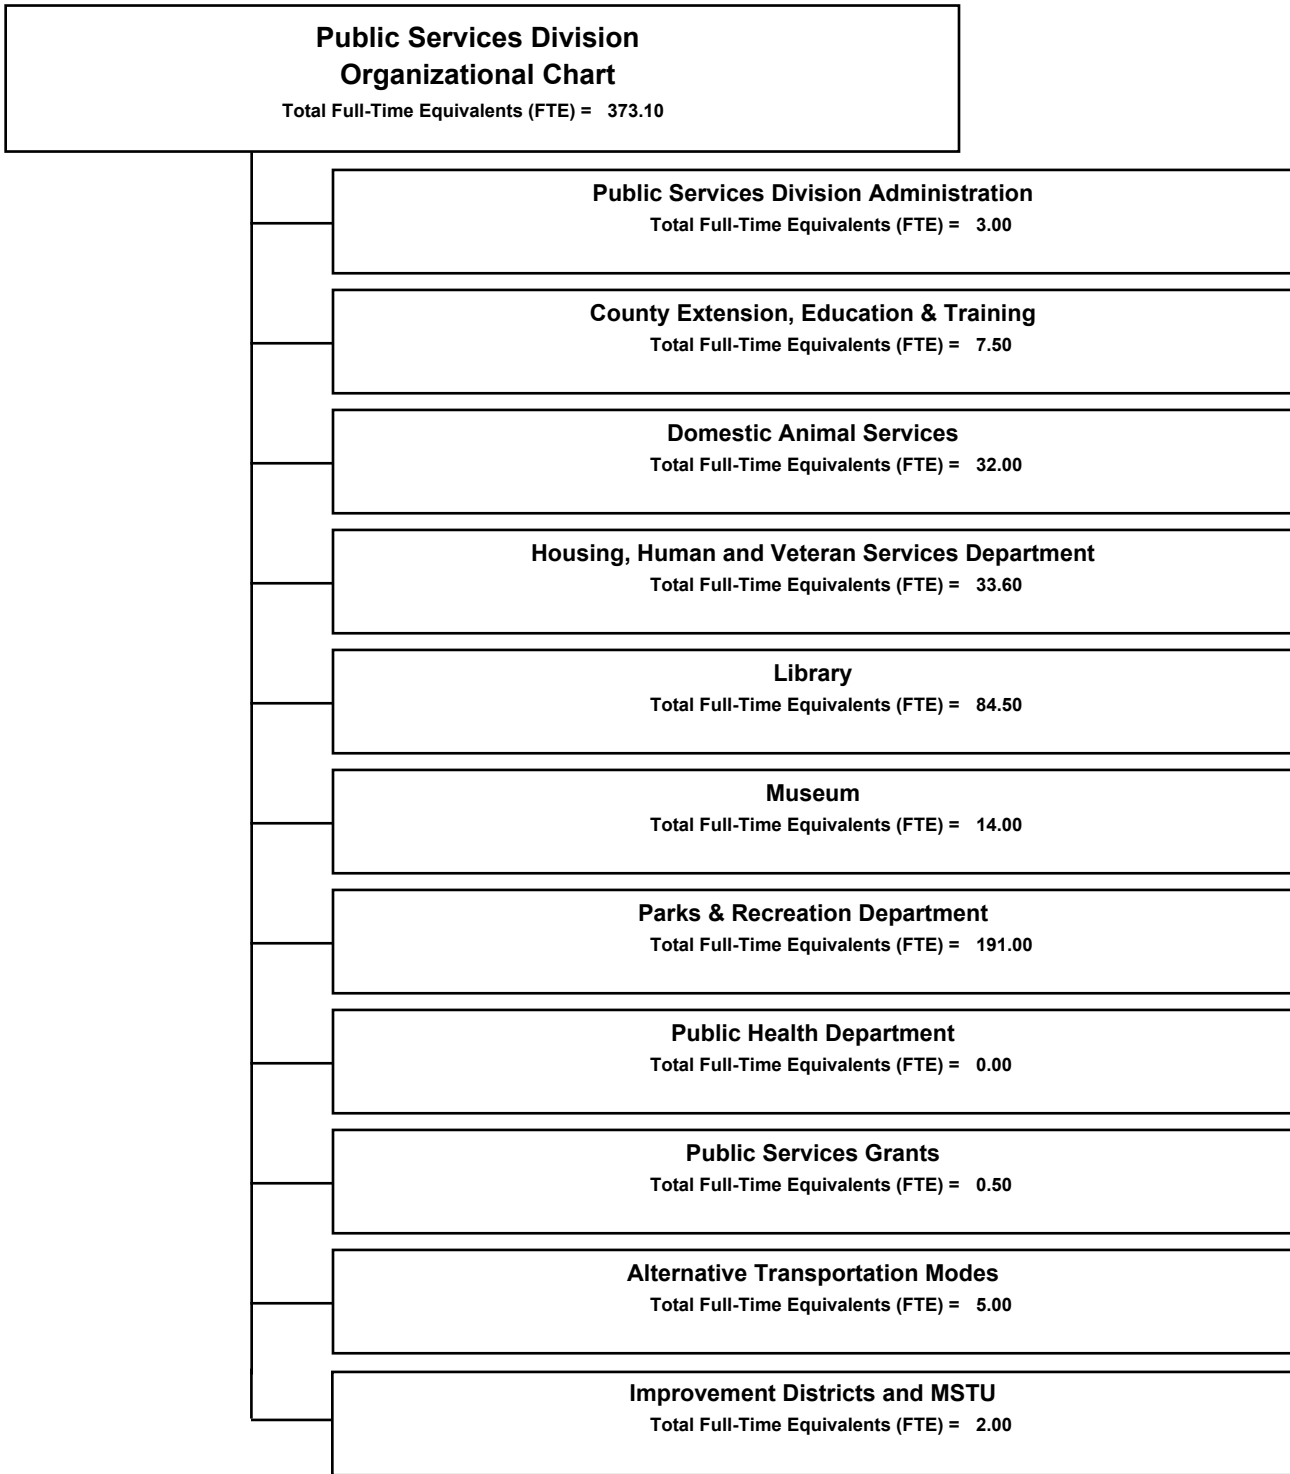 Public Services Division
Organizational Chart
Total Full-Time Equivalents (FTE) = 373.10
Public Services Division Administration
Total Full-Time Equivalents (FTE) = 3.00
County Extension, Education & Training
Total Full-Time Equivalents (FTE) = 7.50
Domestic Animal Services
Total Full-Time Equivalents (FTE) = 32.00
Housing, Human and Veteran Services Department
Total Full-Time Equivalents (FTE) = 33.60
Library
Total Full-Time Equivalents (FTE) = 84.50
Museum
Total Full-Time Equivalents (FTE) = 14.00
Parks & Recreation Department
Total Full-Time Equivalents (FTE) = 191.00
Public Health Department
Total Full-Time Equivalents (FTE) = 0.00
Public Services Grants
Total Full-Time Equivalents (FTE) = 0.50
Alternative Transportation Modes
Total Full-Time Equivalents (FTE) = 5.00
Improvement Districts and MSTU
Total Full-Time Equivalents (FTE) = 2.00